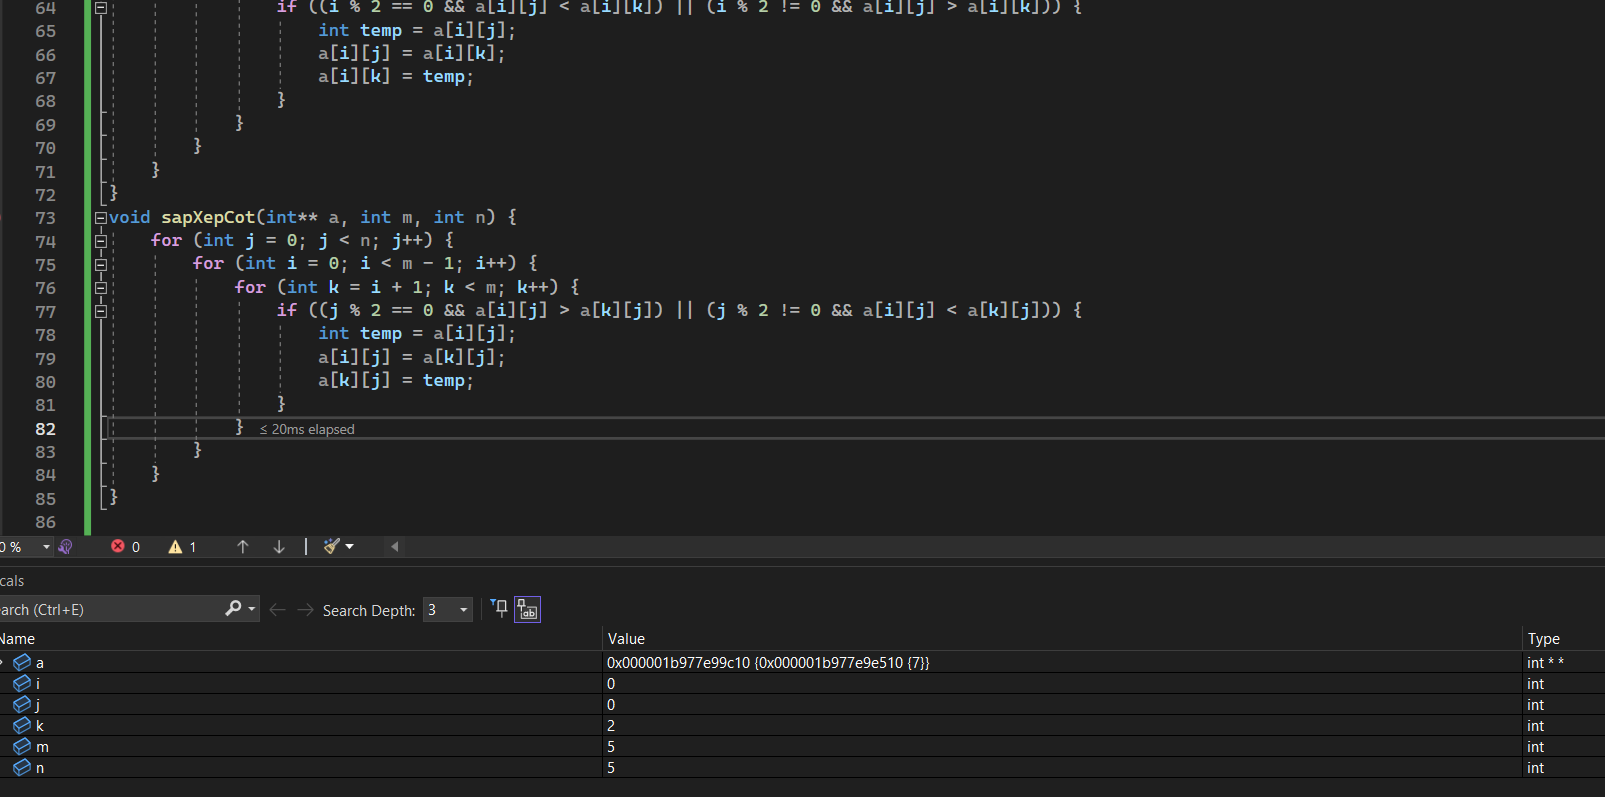 64 if ((i % 2 == 0 && a[i][j] < a[i][k]) || (i % 2 != 0 && a[i][j] > a[i][k])) {
65 int temp = a[i][j];
66 a[i][j] = a[i][k];
67 a[i][k] = temp;
68 }
69 }
70 }
71 }
72 }
73 void sapXepCot(int** a, int m, int n) {
74 for (int j = 0; j < n; j++) {
75 for (int i = 0; i < m - 1; i++) {
76 for (int k = i + 1; k < m; k++) {
77 if ((j % 2 == 0 && a[i][j] > a[k][j]) || (j % 2 != 0 && a[i][j] < a[k][j])) {
78 int temp = a[i][j];
79 a[i][j] = a[k][j];
80 a[k][j] = temp;
81 }
82 } ≤ 20ms elapsed
83 }
84 }
85 }
86
0 % 0 1
cals
earch (Ctrl+E) Search Depth: 3
Name Value Type
a 0x000001b977e99c10 {0x000001b977e9e510 {7}} int * *
i 0 int
j 0 int
k 2 int
m 5 int
n 5 int